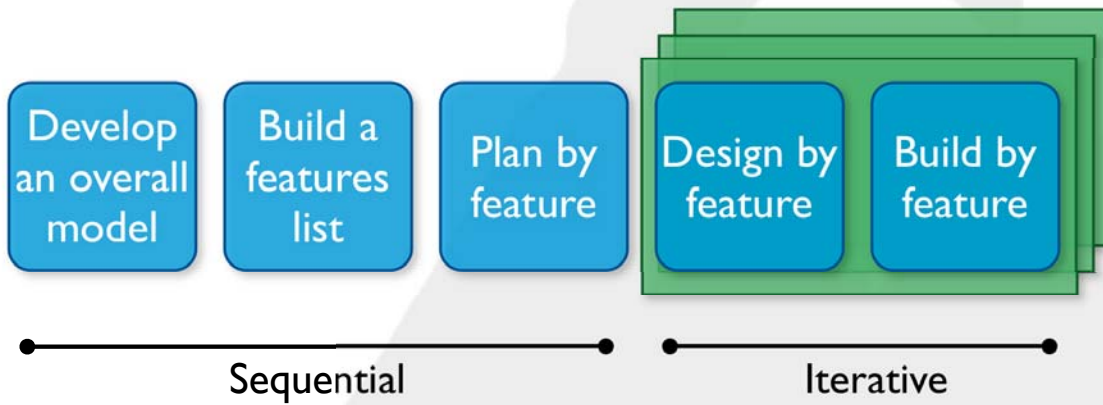 Develop
an overall
model
Build a
features
list
Plan by
feature
Design by
feature
Build by
feature
Sequential
Iterative